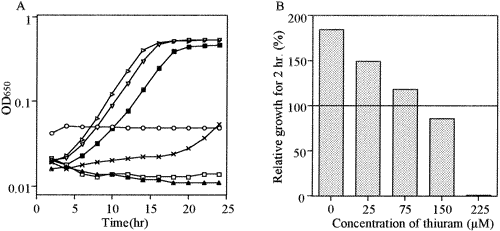 A
1
0.1
0.01
OD650
0 5 10 15 20 25
Time(hr)
B
Relative growth for 2 hr. (%)
200
150
100
50
0
0 25 75 150 225
Concentration of thiuram (μM)